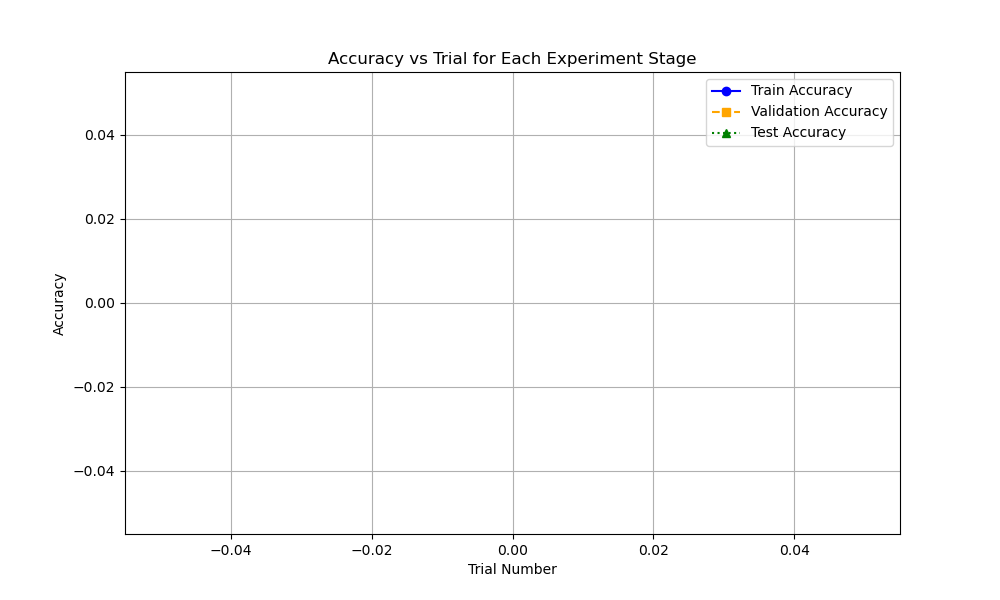 Accuracy vs Trial for Each Experiment Stage
Train Accuracy
Validation Accuracy
Test Accuracy
0.04
0.02
0.00
−0.02
−0.04
Accuracy
−0.04
−0.02
0.00
0.02
0.04
Trial Number